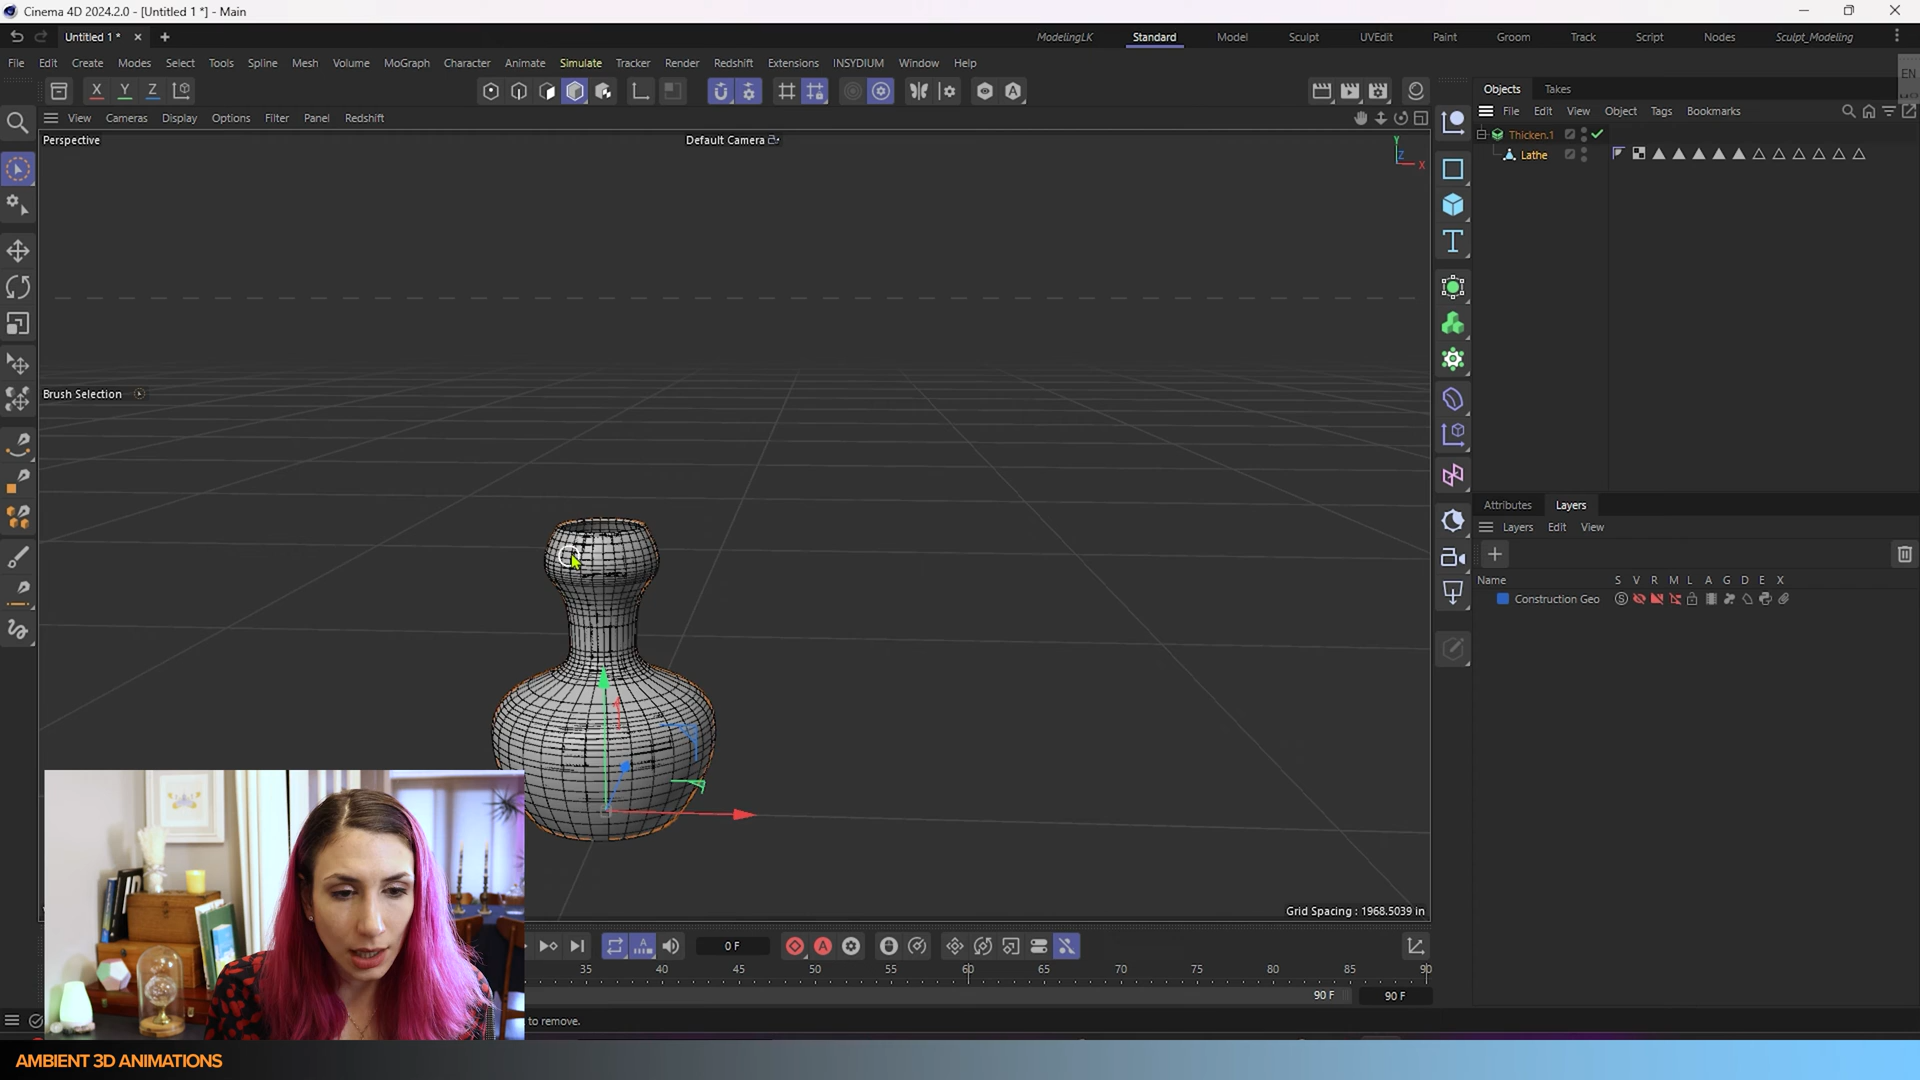 Cinema 4D 2024.2.0 - [Untitled 1 *] - Main
Untitled 1 *
ModelingLK Standard Model Sculpt UVEdit Paint Groom Track Script Nodes Sculpt_Modeling
File Edit Create Modes Select Tools Spline Mesh Volume MoGraph Character Animate Simulate Tracker Render Redshift Extensions INSYDIUM Window Help
EN
X Y Z
Objects Takes
View Cameras Display Options Filter Panel Redshift
File Edit View Object Tags Bookmarks
Perspective
Default Camera
Y
Z
X
Thicken.1
Lathe
Brush Selection
Attributes Layers
Layers Edit View
Name S V R M L A G D E X
Construction Geo
Grid Spacing : 1968.5039 in
0 F
35 40 45 50 55 60 65 70 75 80 85 90
90 F 90 F
to remove.
AMBIENT 3D ANIMATIONS